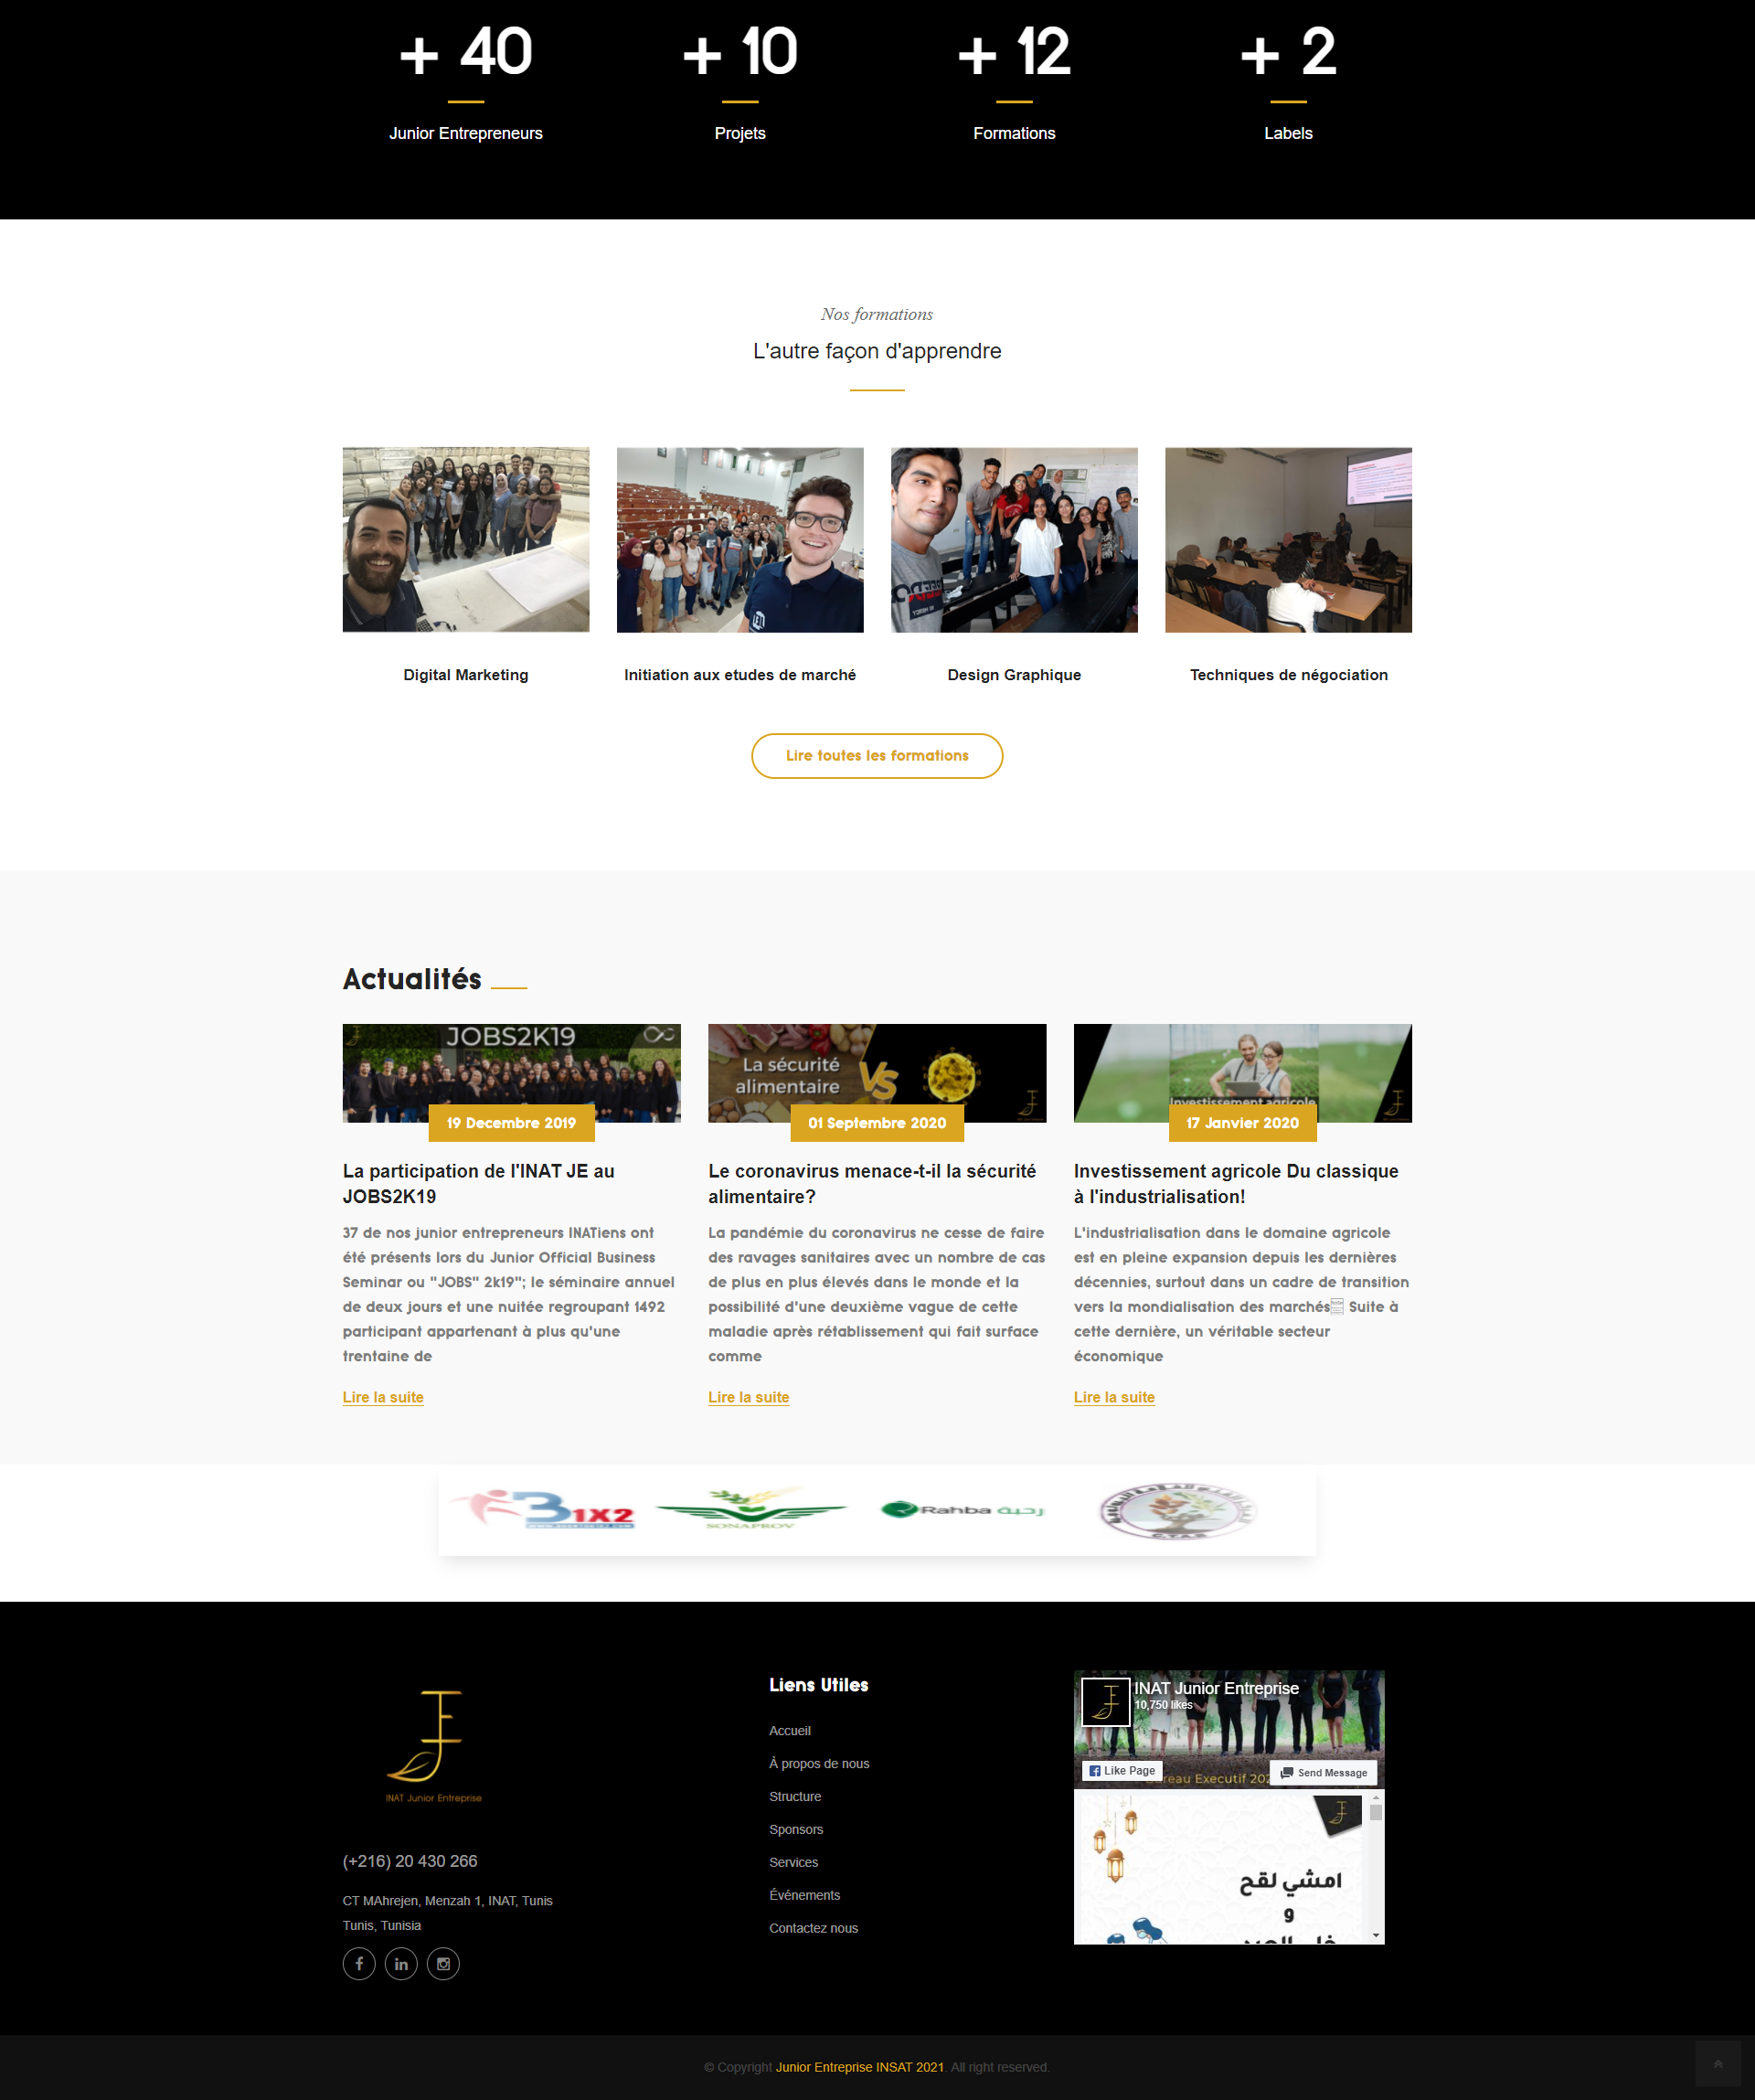 + 40
+ 10
+ 12
+ 2
Junior Entrepreneurs
Projets
Formations
Labels
Nos formations
L'autre façon d'apprendre
Digital Marketing
Initiation aux etudes de marché
Design Graphique
Techniques de négociation
Lire toutes les formations
Actualités
JOBS2K19
19 Decembre 2019
La participation de l'INAT JE au
JOBS2K19
37 de nos junior entrepreneurs INATiens ont
été présents lors du Junior Official Business
Seminar ou "JOBS" 2k19"; le séminaire annuel
de deux jours et une nuitée regroupant 1492
participant appartenant à plus qu'une
trentaine de
Lire la suite
La sécurité
alimentaire
VS
01 Septembre 2020
Le coronavirus menace-t-il la sécurité
alimentaire?
La pandémie du coronavirus ne cesse de faire
des ravages sanitaires avec un nombre de cas
de plus en plus élevés dans le monde et la
possibilité d'une deuxième vague de cette
maladie après rétablissement qui fait surface
comme
Lire la suite
Investissement agricole
17 Janvier 2020
Investissement agricole Du classique
à l'industrialisation!
L'industrialisation dans le domaine agricole
est en pleine expansion depuis les dernières
décennies, surtout dans un cadre de transition
vers la mondialisation des marchés Suite à
cette dernière, un véritable secteur
économique
Lire la suite
B1X2
SONAPROV
Rahba رحبة
C.T.A.B
INAT Junior Entreprise
(+216) 20 430 266
CT MAhrejen, Menzah 1, INAT, Tunis
Tunis, Tunisia
Liens Utiles
Accueil
À propos de nous
Structure
Sponsors
Services
Événements
Contactez nous
INAT Junior Entreprise
10,750 likes
Like Page
Send Message
Bureau Executif
امشي لقح
و
© Copyright Junior Entreprise INSAT 2021. All right reserved.